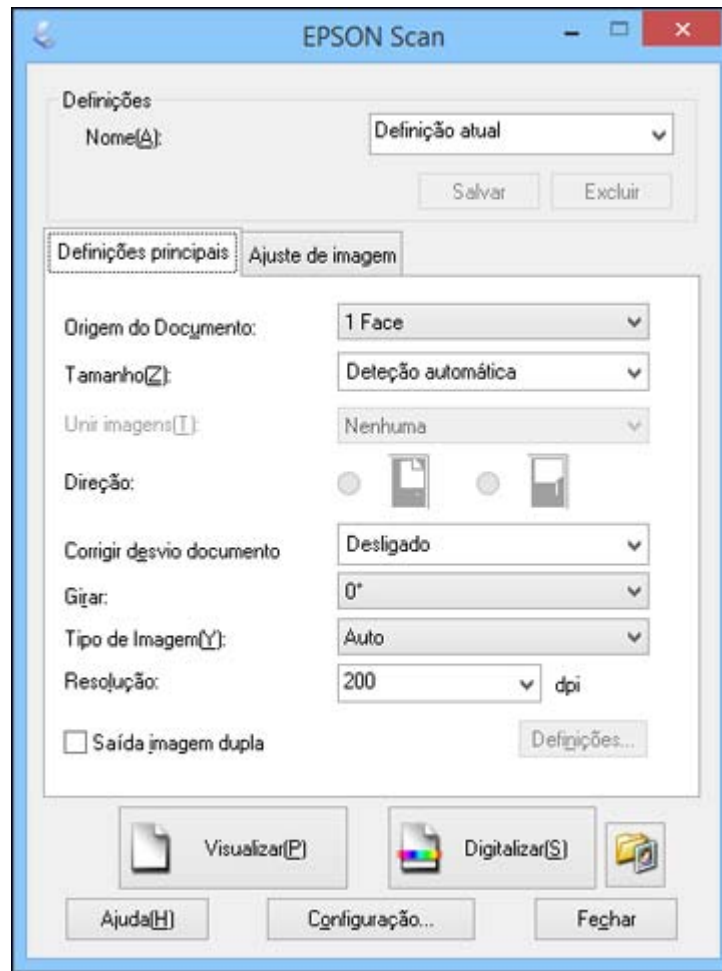 EPSON Scan
Definições
Nome(A): Definição atual
Salvar Excluir
Definições principais Ajuste de imagem
Origem do Documento: 1 Face
Tamanho(Z): Deteção automática
Unir imagens(T): Nenhuma
Direção:
Corrigir desvio documento Desligado
Girar: 0°
Tipo de Imagem(Y): Auto
Resolução: 200 dpi
Saída imagem dupla Definições...
Visualizar(P) Digitalizar(S)
Ajuda(H) Configuração... Fechar